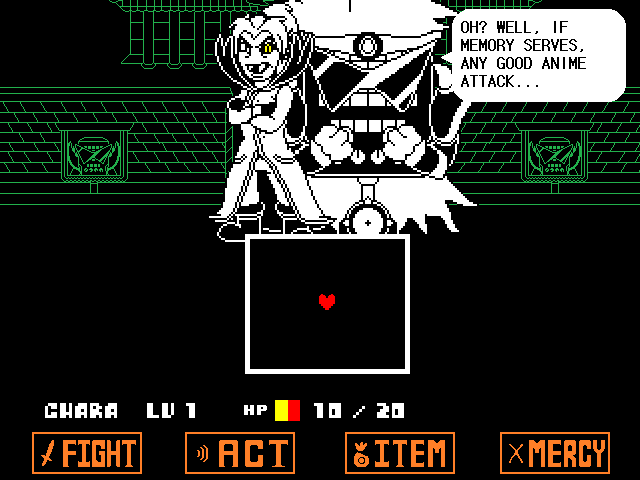 OH? WELL, IF
MEMORY SERVES,
ANY GOOD ANIME
ATTACK...
CHARA LV 1 HP 10 / 20
FIGHT ACT ITEM MERCY